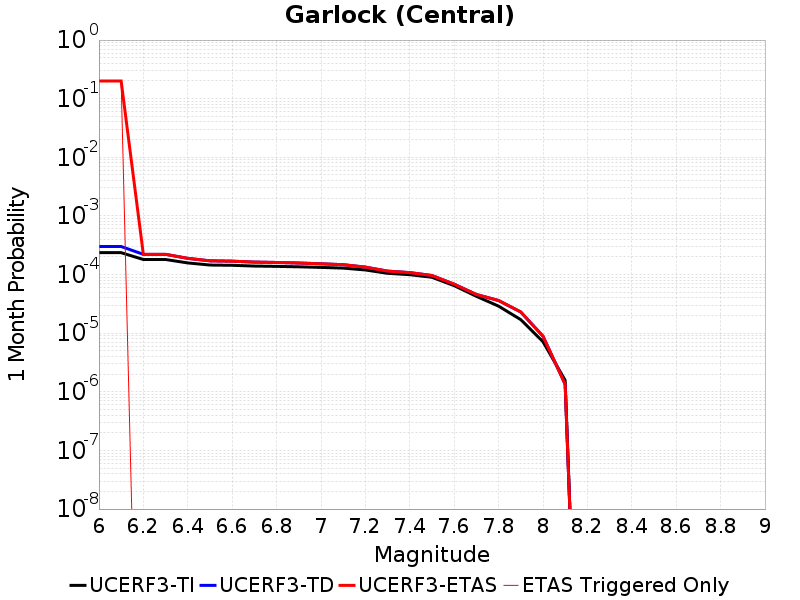 Garlock (Central)
1 Month Probability
10^0
10^-1
10^-2
10^-3
10^-4
10^-5
10^-6
10^-7
10^-8
6 6.2 6.4 6.6 6.8 7 7.2 7.4 7.6 7.8 8 8.2 8.4 8.6 8.8 9
Magnitude
UCERF3-TI UCERF3-TD UCERF3-ETAS ETAS Triggered Only